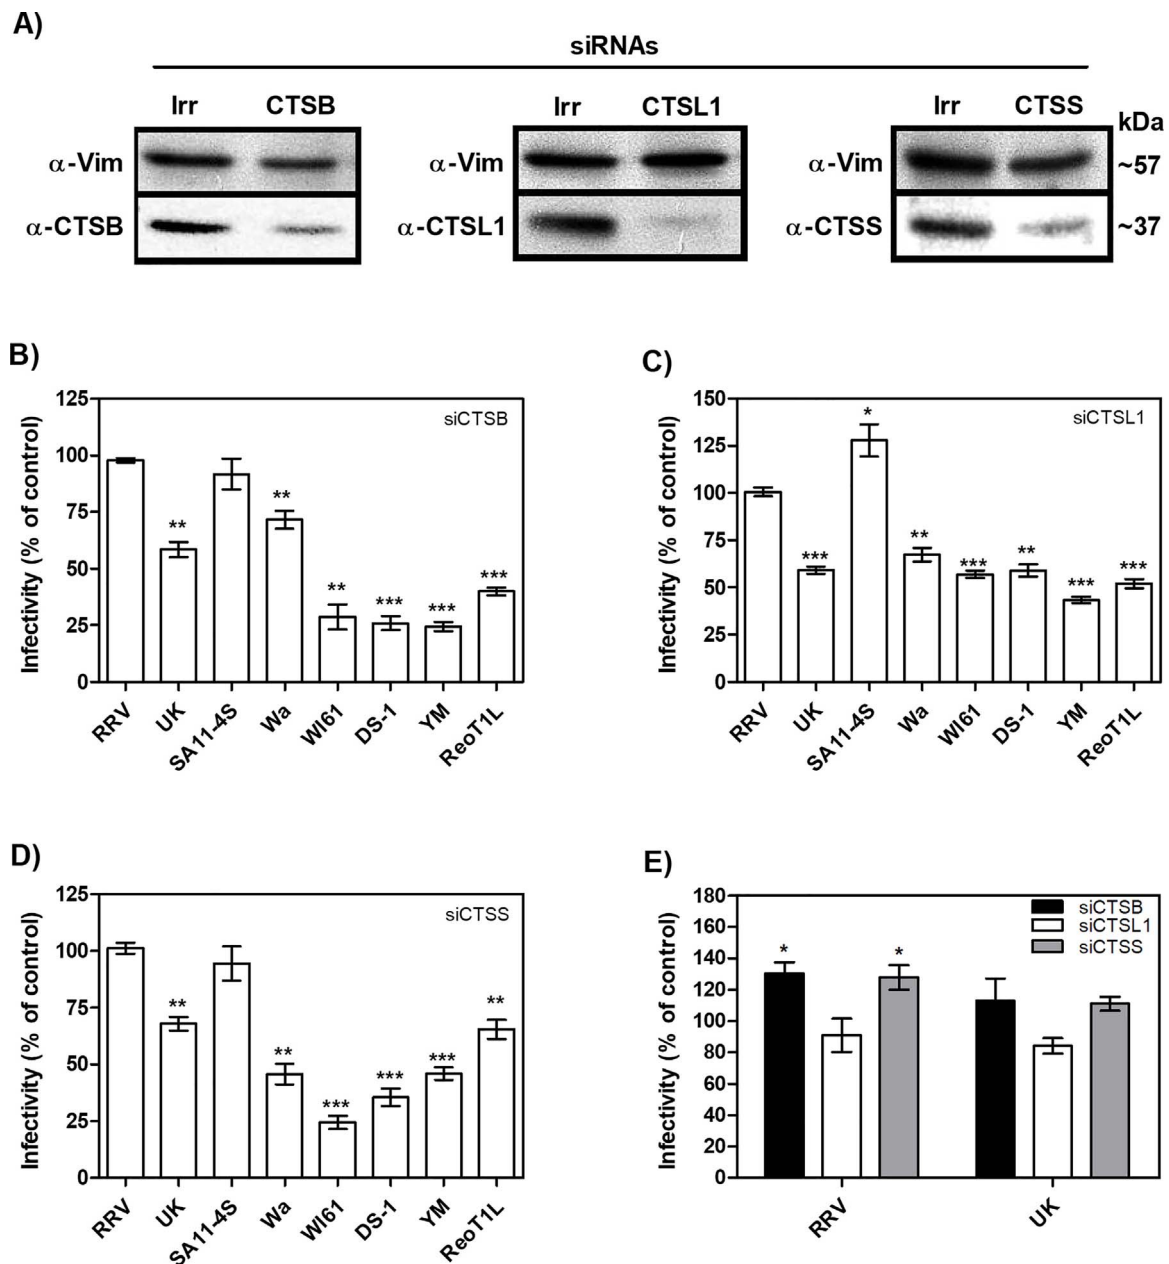 A)
siRNAs
Irr CTSB Irr CTSL1 Irr CTSS kDa
α-Vim α-Vim α-Vim ~57
α-CTSB α-CTSL1 α-CTSS ~37
B)
siCTSB
Infectivity (% of control)
125
100
75
50
25
0
** ** ** *** *** ***
RRV UK SA11-4S Wa WI61 DS-1 YM ReoT1L
C)
siCTSL1
Infectivity (% of control)
150
125
100
75
50
25
0
*** * ** *** ** *** ***
RRV UK SA11-4S Wa WI61 DS-1 YM ReoT1L
D)
siCTSS
Infectivity (% of control)
125
100
75
50
25
0
** ** *** *** *** **
RRV UK SA11-4S Wa WI61 DS-1 YM ReoT1L
E)
siCTSB
siCTSL1
siCTSS
Infectivity (% of control)
180
160
140
120
100
80
60
40
20
0
* *
RRV UK